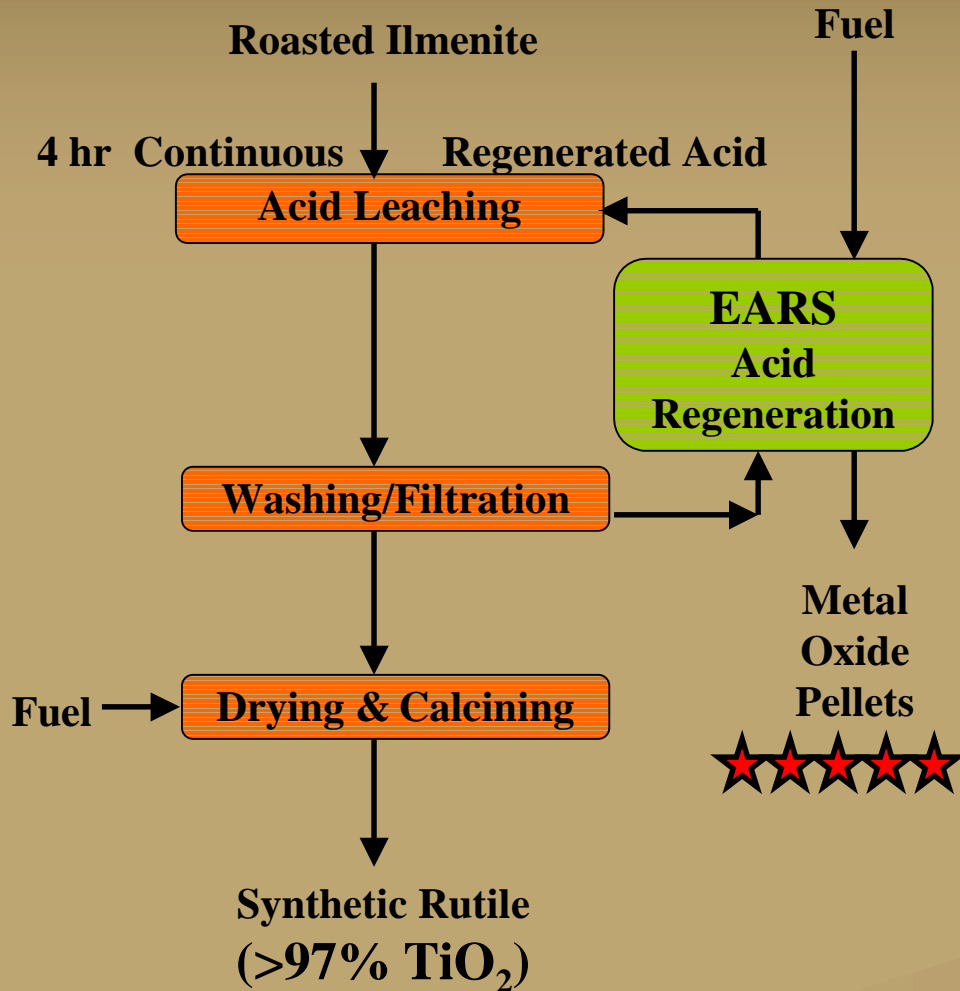 Roasted Ilmenite
Fuel
4 hr Continuous
Regenerated Acid
Acid Leaching
EARS
Acid
Regeneration
Washing/Filtration
Metal
Oxide
Pellets
Fuel
Drying & Calcining
Synthetic Rutile
(>97% TiO₂)